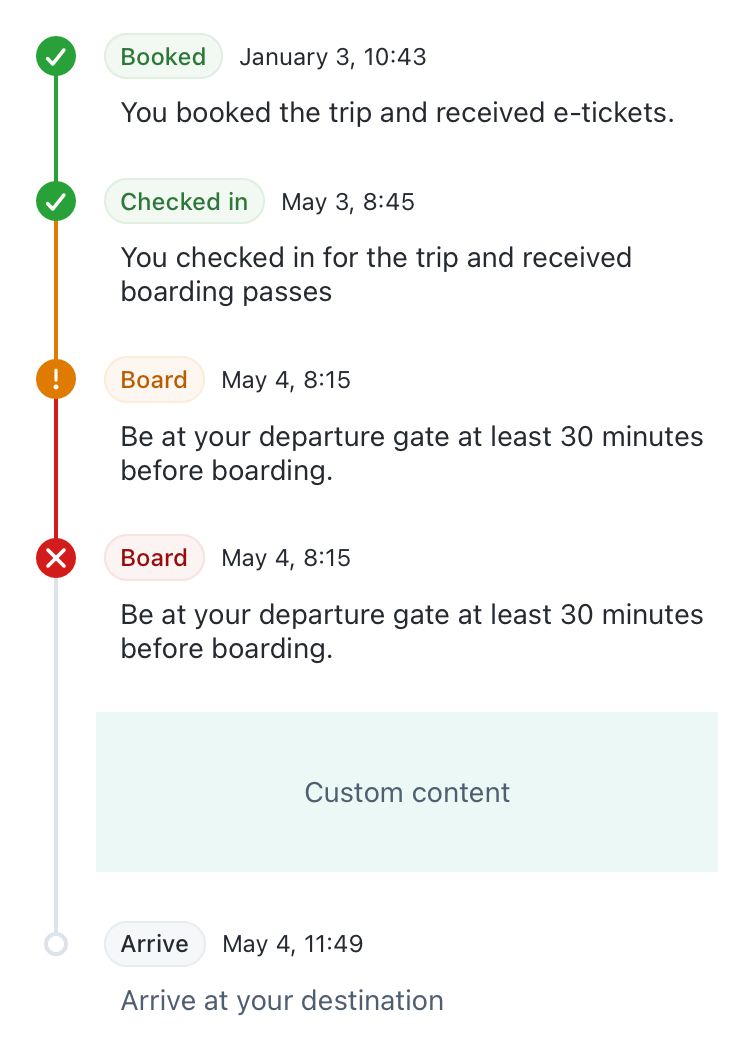 Booked January 3, 10:43
You booked the trip and received e-tickets.
Checked in May 3, 8:45
You checked in for the trip and received
boarding passes
Board May 4, 8:15
Be at your departure gate at least 30 minutes
before boarding.
Board May 4, 8:15
Be at your departure gate at least 30 minutes
before boarding.
Custom content
Arrive May 4, 11:49
Arrive at your destination